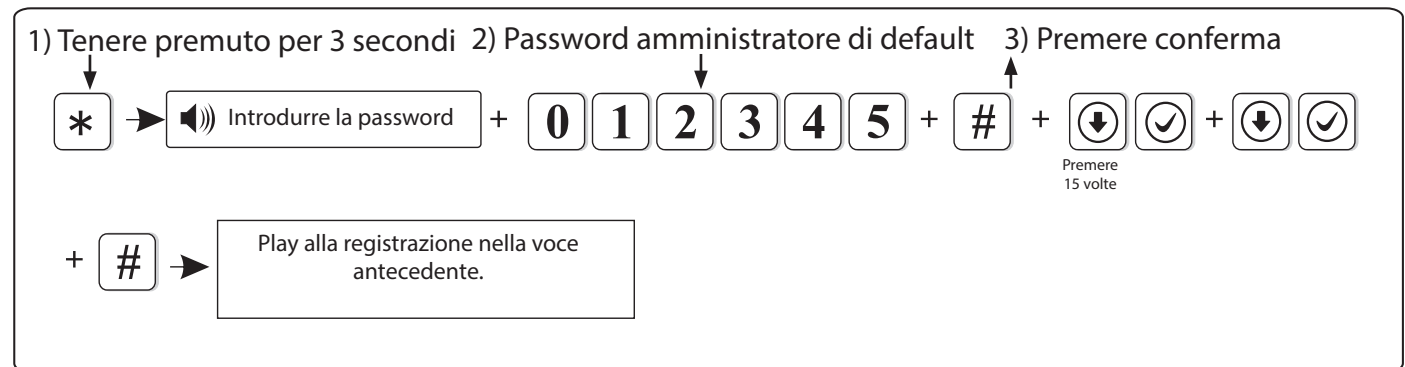 1) Tenere premuto per 3 secondi 2) Password amministratore di default 3) Premere conferma
* Introdurre la password + 0 1 2 3 4 5 + # + +
Premere
15 volte
+ # Play alla registrazione nella voce
antecedente.